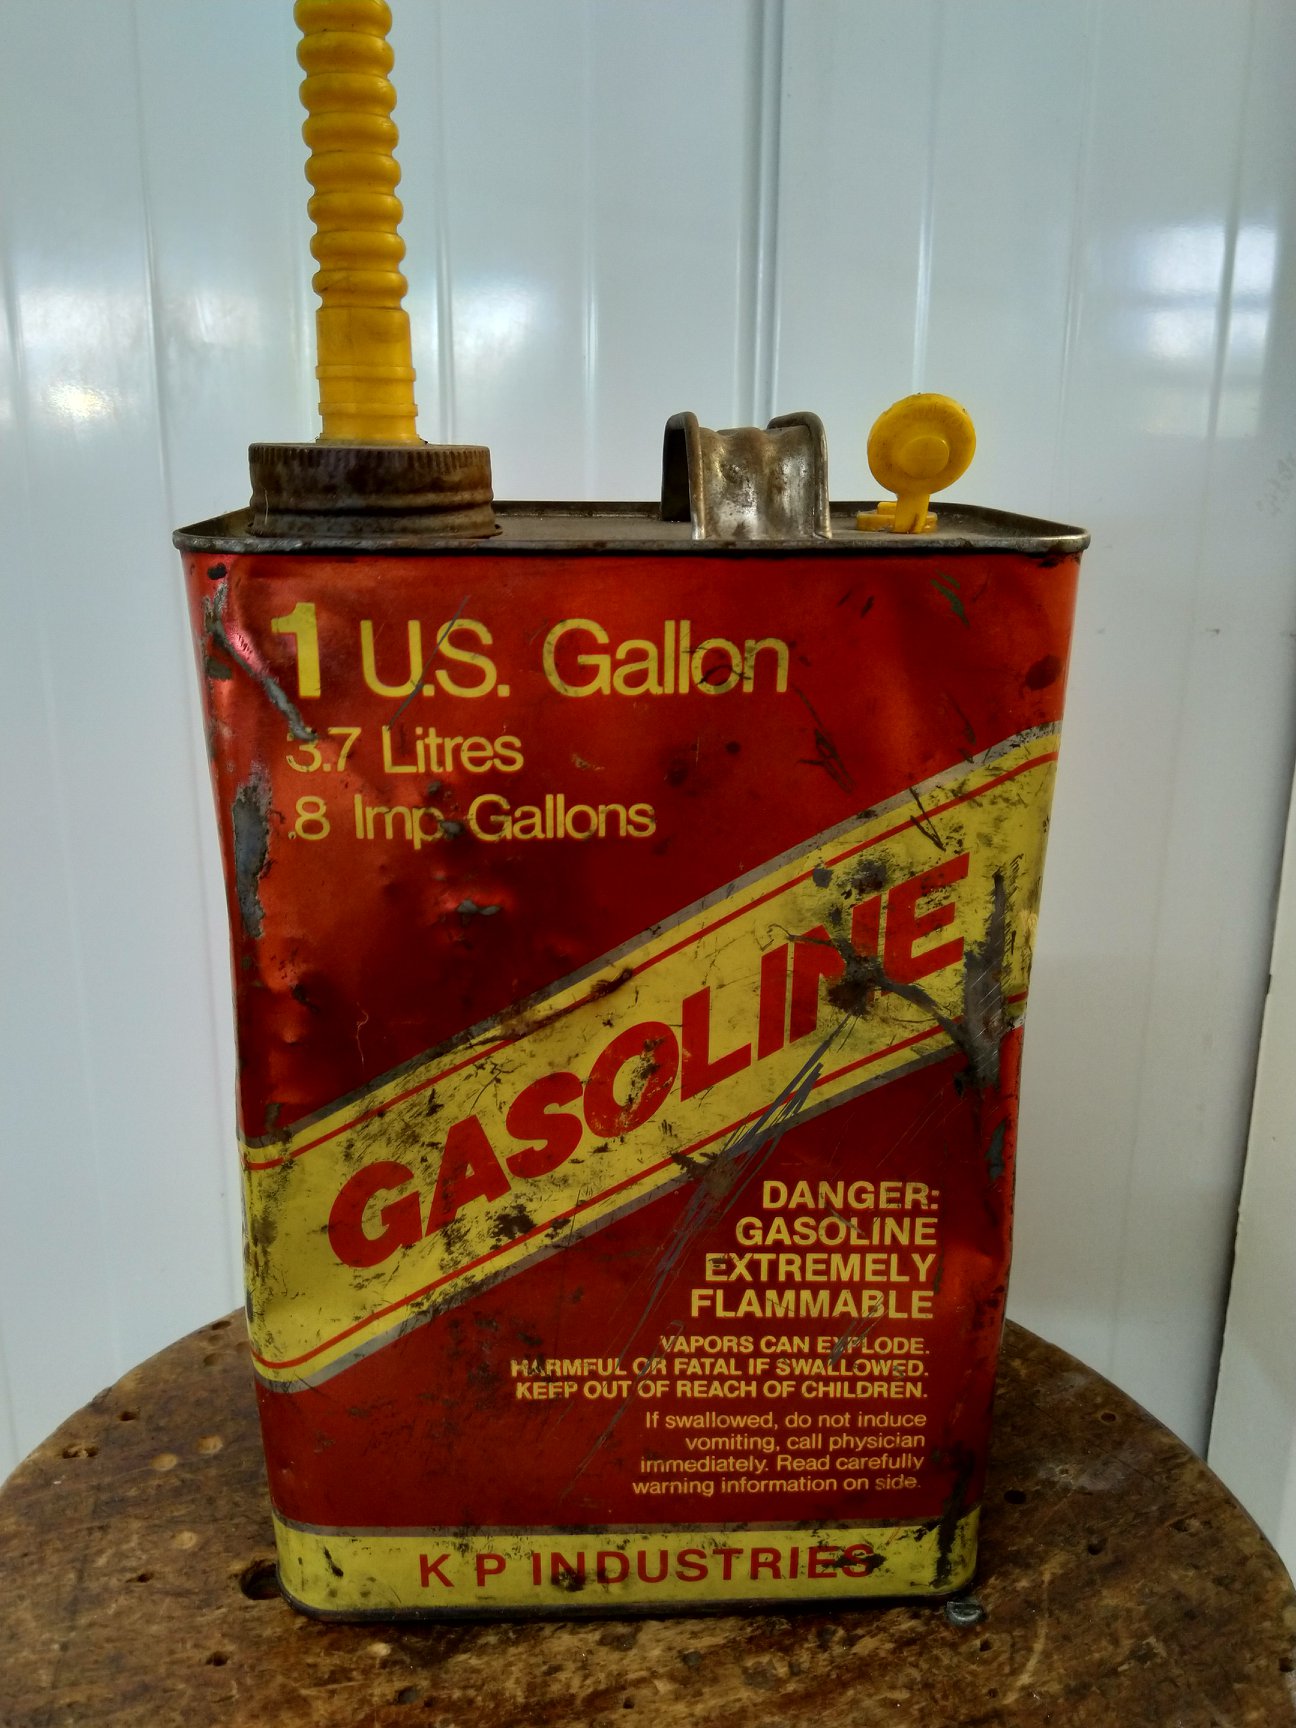 1 U.S. Gallon
3.7 Litres
.8 Imp. Gallons
GASOLINE
DANGER:
GASOLINE
EXTREMELY
FLAMMABLE
VAPORS CAN EXPLODE.
HARMFUL OR FATAL IF SWALLOWED.
KEEP OUT OF REACH OF CHILDREN.
If swallowed, do not induce
vomiting, call physician
immediately. Read carefully
warning information on side.
K P INDUSTRIES